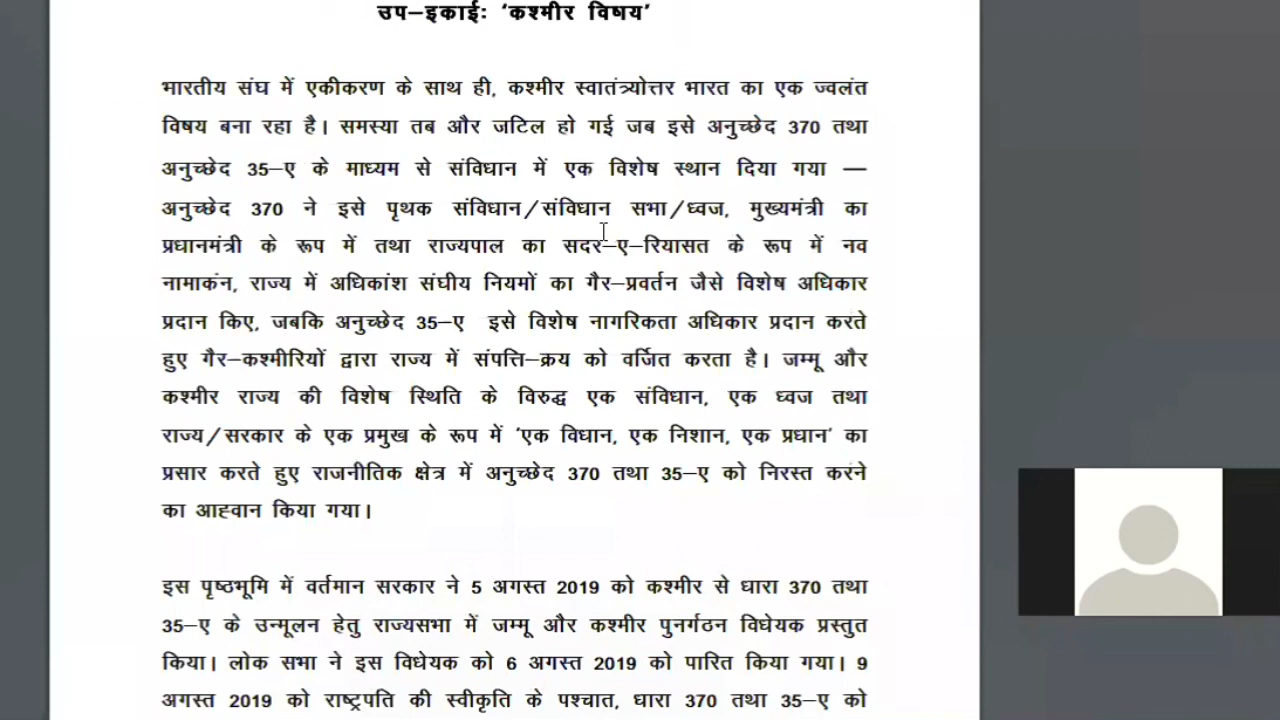 उप–इकाईः 'कश्मीर विषय'
भारतीय संघ में एकीकरण के साथ ही, कश्मीर स्वातंत्र्योत्तर भारत का एक ज्वलंत
विषय बना रहा है। समस्या तब और जटिल हो गई जब इसे अनुच्छेद 370 तथा
अनुच्छेद 35–ए के माध्यम से संविधान में एक विशेष स्थान दिया गया —
अनुच्छेद 370 ने इसे पृथक संविधान/संविधान सभा/ध्वज, मुख्यमंत्री का
प्रधानमंत्री के रूप में तथा राज्यपाल का सदर–ए–रियासत के रूप में नव
नामाकंन, राज्य में अधिकांश संघीय नियमों का गैर–प्रवर्तन जैसे विशेष अधिकार
प्रदान किए, जबकि अनुच्छेद 35–ए इसे विशेष नागरिकता अधिकार प्रदान करते
हुए गैर–कश्मीरियों द्वारा राज्य में संपत्ति–क्रय को वर्जित करता है। जम्मू और
कश्मीर राज्य की विशेष स्थिति के विरुद्ध एक संविधान, एक ध्वज तथा
राज्य/सरकार के एक प्रमुख के रूप में 'एक विधान, एक निशान, एक प्रधान' का
प्रसार करते हुए राजनीतिक क्षेत्र में अनुच्छेद 370 तथा 35–ए को निरस्त करने
का आह्वान किया गया।
इस पृष्ठभूमि में वर्तमान सरकार ने 5 अगस्त 2019 को कश्मीर से धारा 370 तथा
35–ए के उन्मूलन हेतु राज्यसभा में जम्मू और कश्मीर पुनर्गठन विधेयक प्रस्तुत
किया। लोक सभा ने इस विधेयक को 6 अगस्त 2019 को पारित किया गया। 9
अगस्त 2019 को राष्ट्रपति की स्वीकृति के पश्चात, धारा 370 तथा 35–ए को